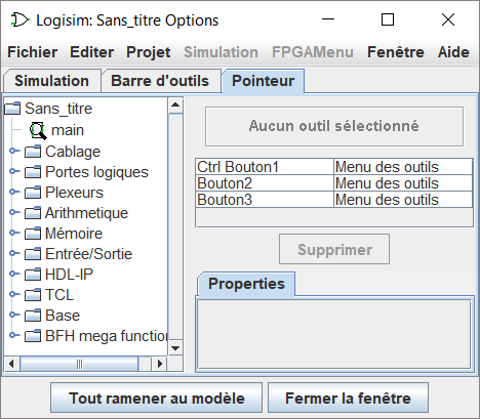 Logisim: Sans_titre Options
Fichier Editer Projet Simulation FPGAMenu Fenêtre Aide
Simulation Barre d'outils Pointeur
Sans_titre
main
Cablage
Portes logiques
Plexeurs
Arithmetique
Mémoire
Entrée/Sortie
HDL-IP
TCL
Base
BFH mega function
Aucun outil sélectionné
Ctrl Bouton1 Menu des outils
Bouton2 Menu des outils
Bouton3 Menu des outils
Supprimer
Properties
Tout ramener au modèle Fermer la fenêtre